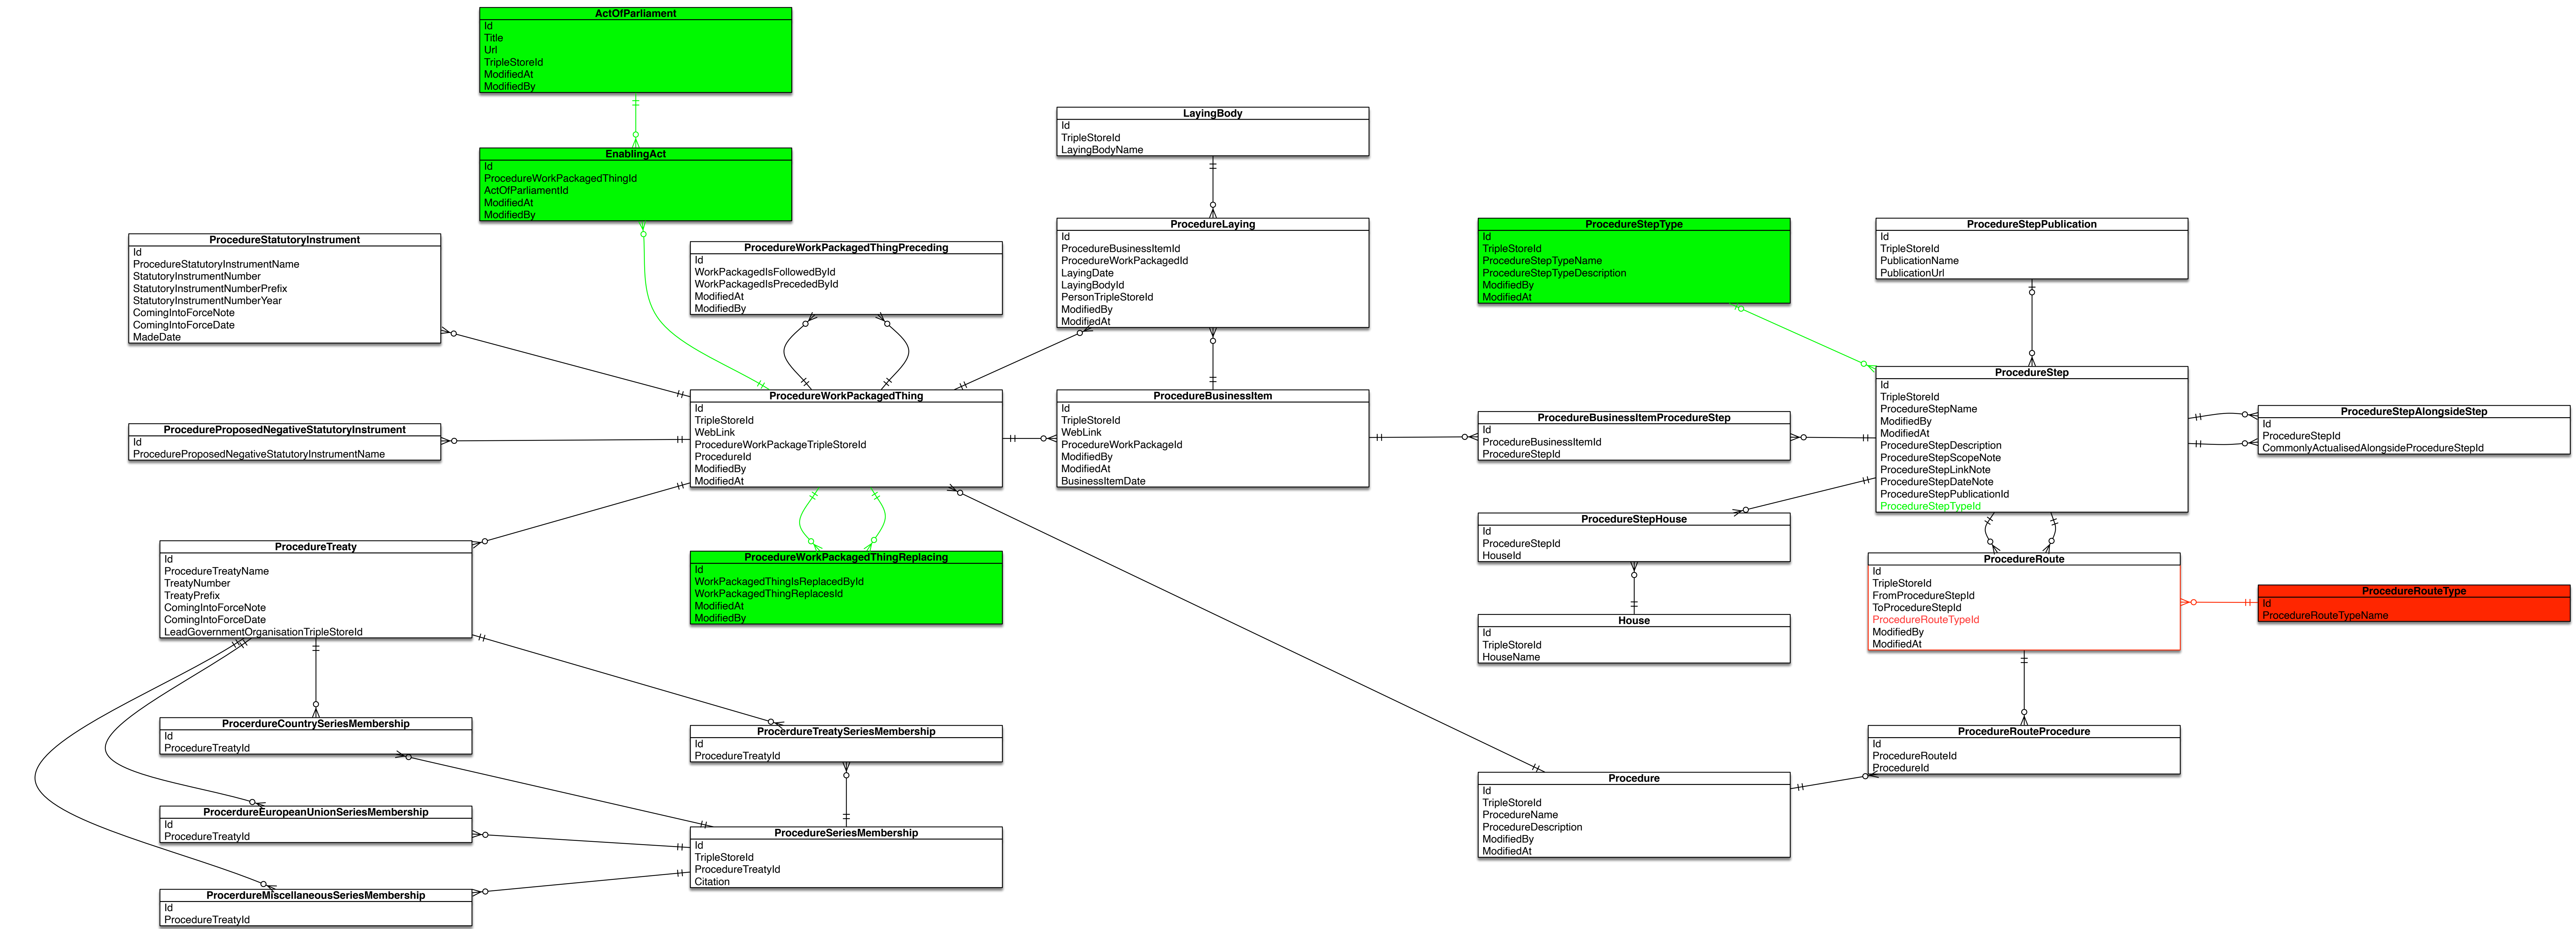 ActOfParliament
Id
Title
Url
TripleStoreId
ModifiedAt
ModifiedBy
EnablingAct
Id
ProcedureWorkPackagedThingId
ActOfParliamentId
ModifiedAt
ModifiedBy
LayingBody
Id
TripleStoreId
LayingBodyName
ProcedureStatutoryInstrument
Id
ProcedureStatutoryInstrumentName
StatutoryInstrumentNumber
StatutoryInstrumentNumberPrefix
StatutoryInstrumentNumberYear
ComingIntoForceNote
ComingIntoForceDate
MadeDate
ProcedureWorkPackagedThingPreceding
Id
WorkPackagedIsFollowedById
WorkPackagedIsPrecededById
ModifiedAt
ModifiedBy
ProcedureLaying
Id
ProcedureBusinessItemId
ProcedureWorkPackagedId
LayingDate
LayingBodyId
PersonTripleStoreId
ModifiedBy
ModifiedAt
ProcedureStepType
Id
TripleStoreId
ProcedureStepTypeName
ProcedureStepTypeDescription
ModifiedBy
ModifiedAt
ProcedureStepPublication
Id
TripleStoreId
PublicationName
PublicationUrl
ProcedureProposedNegativeStatutoryInstrument
Id
ProcedureProposedNegativeStatutoryInstrumentName
ProcedureWorkPackagedThing
Id
TripleStoreId
WebLink
ProcedureWorkPackageTripleStoreId
ProcedureId
ModifiedBy
ModifiedAt
ProcedureBusinessItem
Id
TripleStoreId
WebLink
ProcedureWorkPackageId
ModifiedBy
ModifiedAt
BusinessItemDate
ProcedureBusinessItemProcedureStep
Id
ProcedureBusinessItemId
ProcedureStepId
ProcedureStep
Id
TripleStoreId
ProcedureStepName
ModifiedBy
ModifiedAt
ProcedureStepDescription
ProcedureStepScopeNote
ProcedureStepLinkNote
ProcedureStepDateNote
ProcedureStepPublicationId
ProcedureStepTypeId
ProcedureStepAlongsideStep
Id
ProcedureStepId
CommonlyActualisedAlongsideProcedureStepId
ProcedureTreaty
Id
ProcedureTreatyName
TreatyNumber
TreatyPrefix
ComingIntoForceNote
ComingIntoForceDate
LeadGovernmentOrganisationTripleStoreId
ProcedureWorkPackagedThingReplacing
Id
WorkPackagedThingIsReplacedById
WorkPackagedThingReplacesId
ModifiedAt
ModifiedBy
ProcedureStepHouse
Id
ProcedureStepId
HouseId
House
Id
TripleStoreId
HouseName
ProcedureRoute
Id
TripleStoreId
FromProcedureStepId
ToProcedureStepId
ProcedureRouteTypeId
ModifiedBy
ModifiedAt
ProcedureRouteType
Id
ProcedureRouteTypeName
ProcerdureCountrySeriesMembership
Id
ProcedureTreatyId
ProcerdureTreatySeriesMembership
Id
ProcedureTreatyId
ProcedureRouteProcedure
Id
ProcedureRouteId
ProcedureId
Procedure
Id
TripleStoreId
ProcedureName
ProcedureDescription
ModifiedBy
ModifiedAt
ProcerdureEuropeanUnionSeriesMembership
Id
ProcedureTreatyId
ProcedureSeriesMembership
Id
TripleStoreId
ProcedureTreatyId
Citation
ProcerdureMiscellaneousSeriesMembership
Id
ProcedureTreatyId